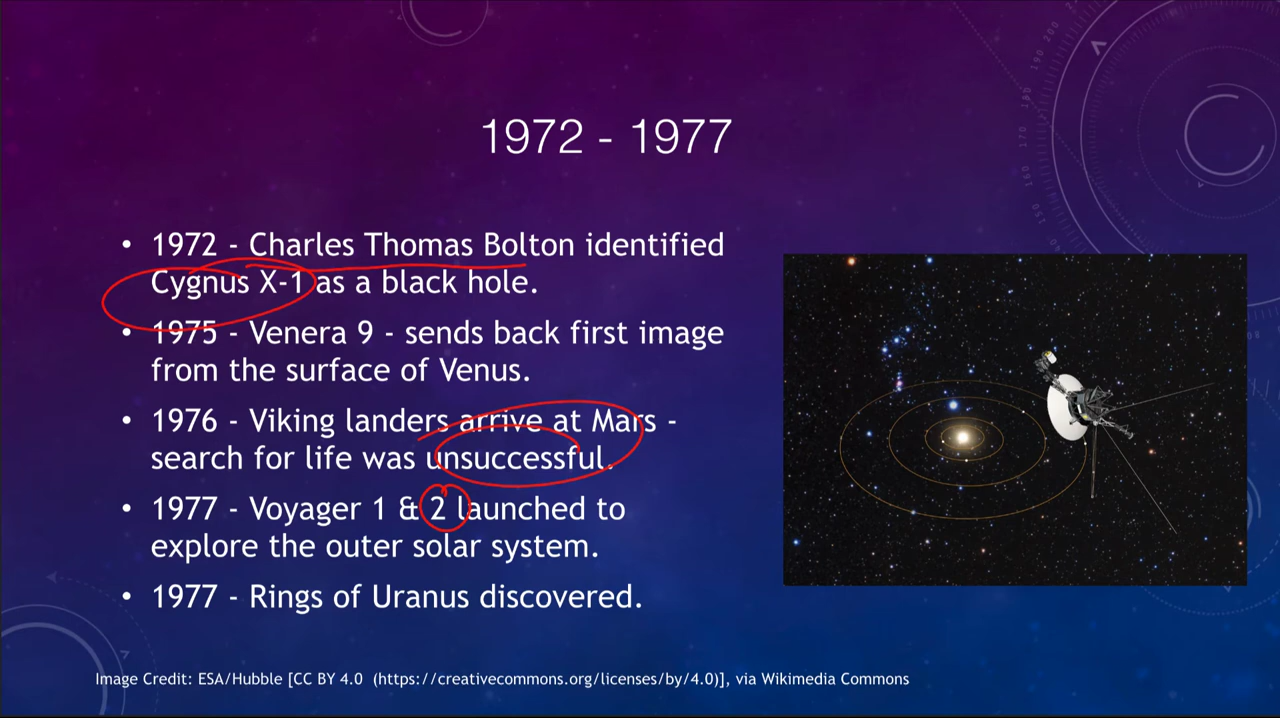 1972 - 1977
• 1972 - Charles Thomas Bolton identified
Cygnus X-1 as a black hole.
• 1975 - Venera 9 - sends back first image
from the surface of Venus.
• 1976 - Viking landers arrive at Mars -
search for life was unsuccessful.
• 1977 - Voyager 1 & 2 launched to
explore the outer solar system.
• 1977 - Rings of Uranus discovered.
Image Credit: ESA/Hubble [CC BY 4.0  (https://creativecommons.org/licenses/by/4.0)], via Wikimedia Commons